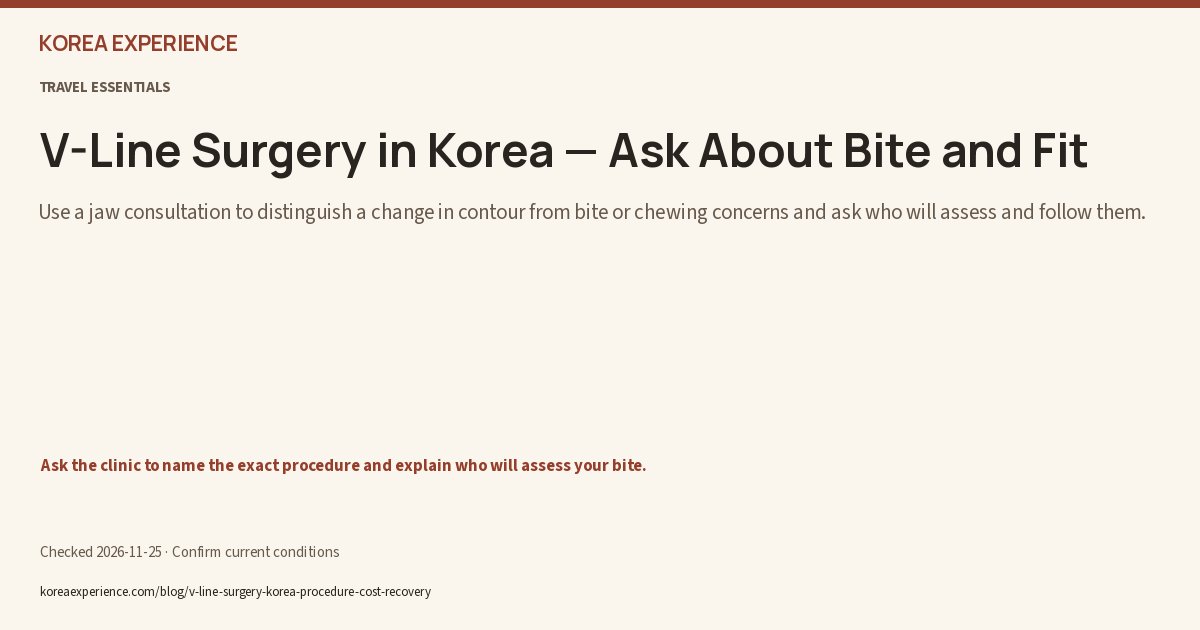 KOREA EXPERIENCE
TRAVEL ESSENTIALS
V-Line Surgery in Korea — Ask About Bite and Fit
Use a jaw consultation to distinguish a change in contour from bite or chewing concerns and ask who will assess and follow them.
Ask the clinic to name the exact procedure and explain who will assess your bite.
Checked 2026-11-25 · Confirm current conditions
koreaexperience.com/blog/v-line-surgery-korea-procedure-cost-recovery